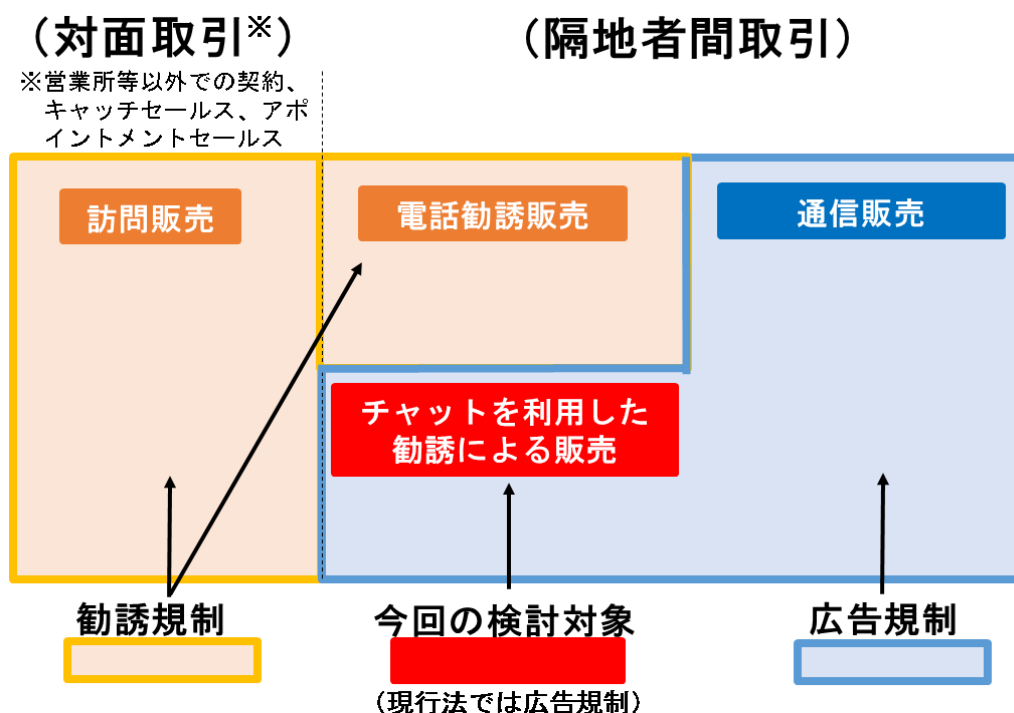 （対面取引※）
（隔地者間取引）
※営業所等以外での契約、
キャッチセールス、アポ
イントメントセールス
訪問販売
電話勧誘販売
通信販売
チャットを利用した
勧誘による販売
勧誘規制
今回の検討対象
広告規制
（現行法では広告規制）